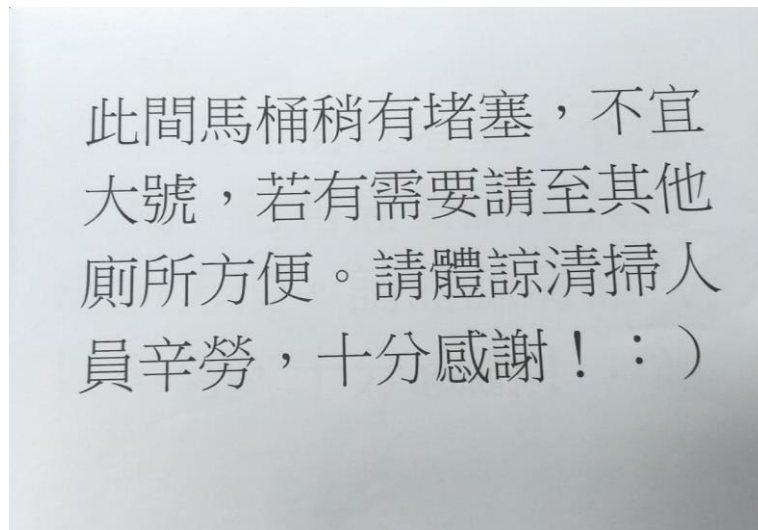 此間馬桶稍有堵塞，不宜
大號，若有需要請至其他
廁所方便。請體諒清掃人
員辛勞，十分感謝！：）